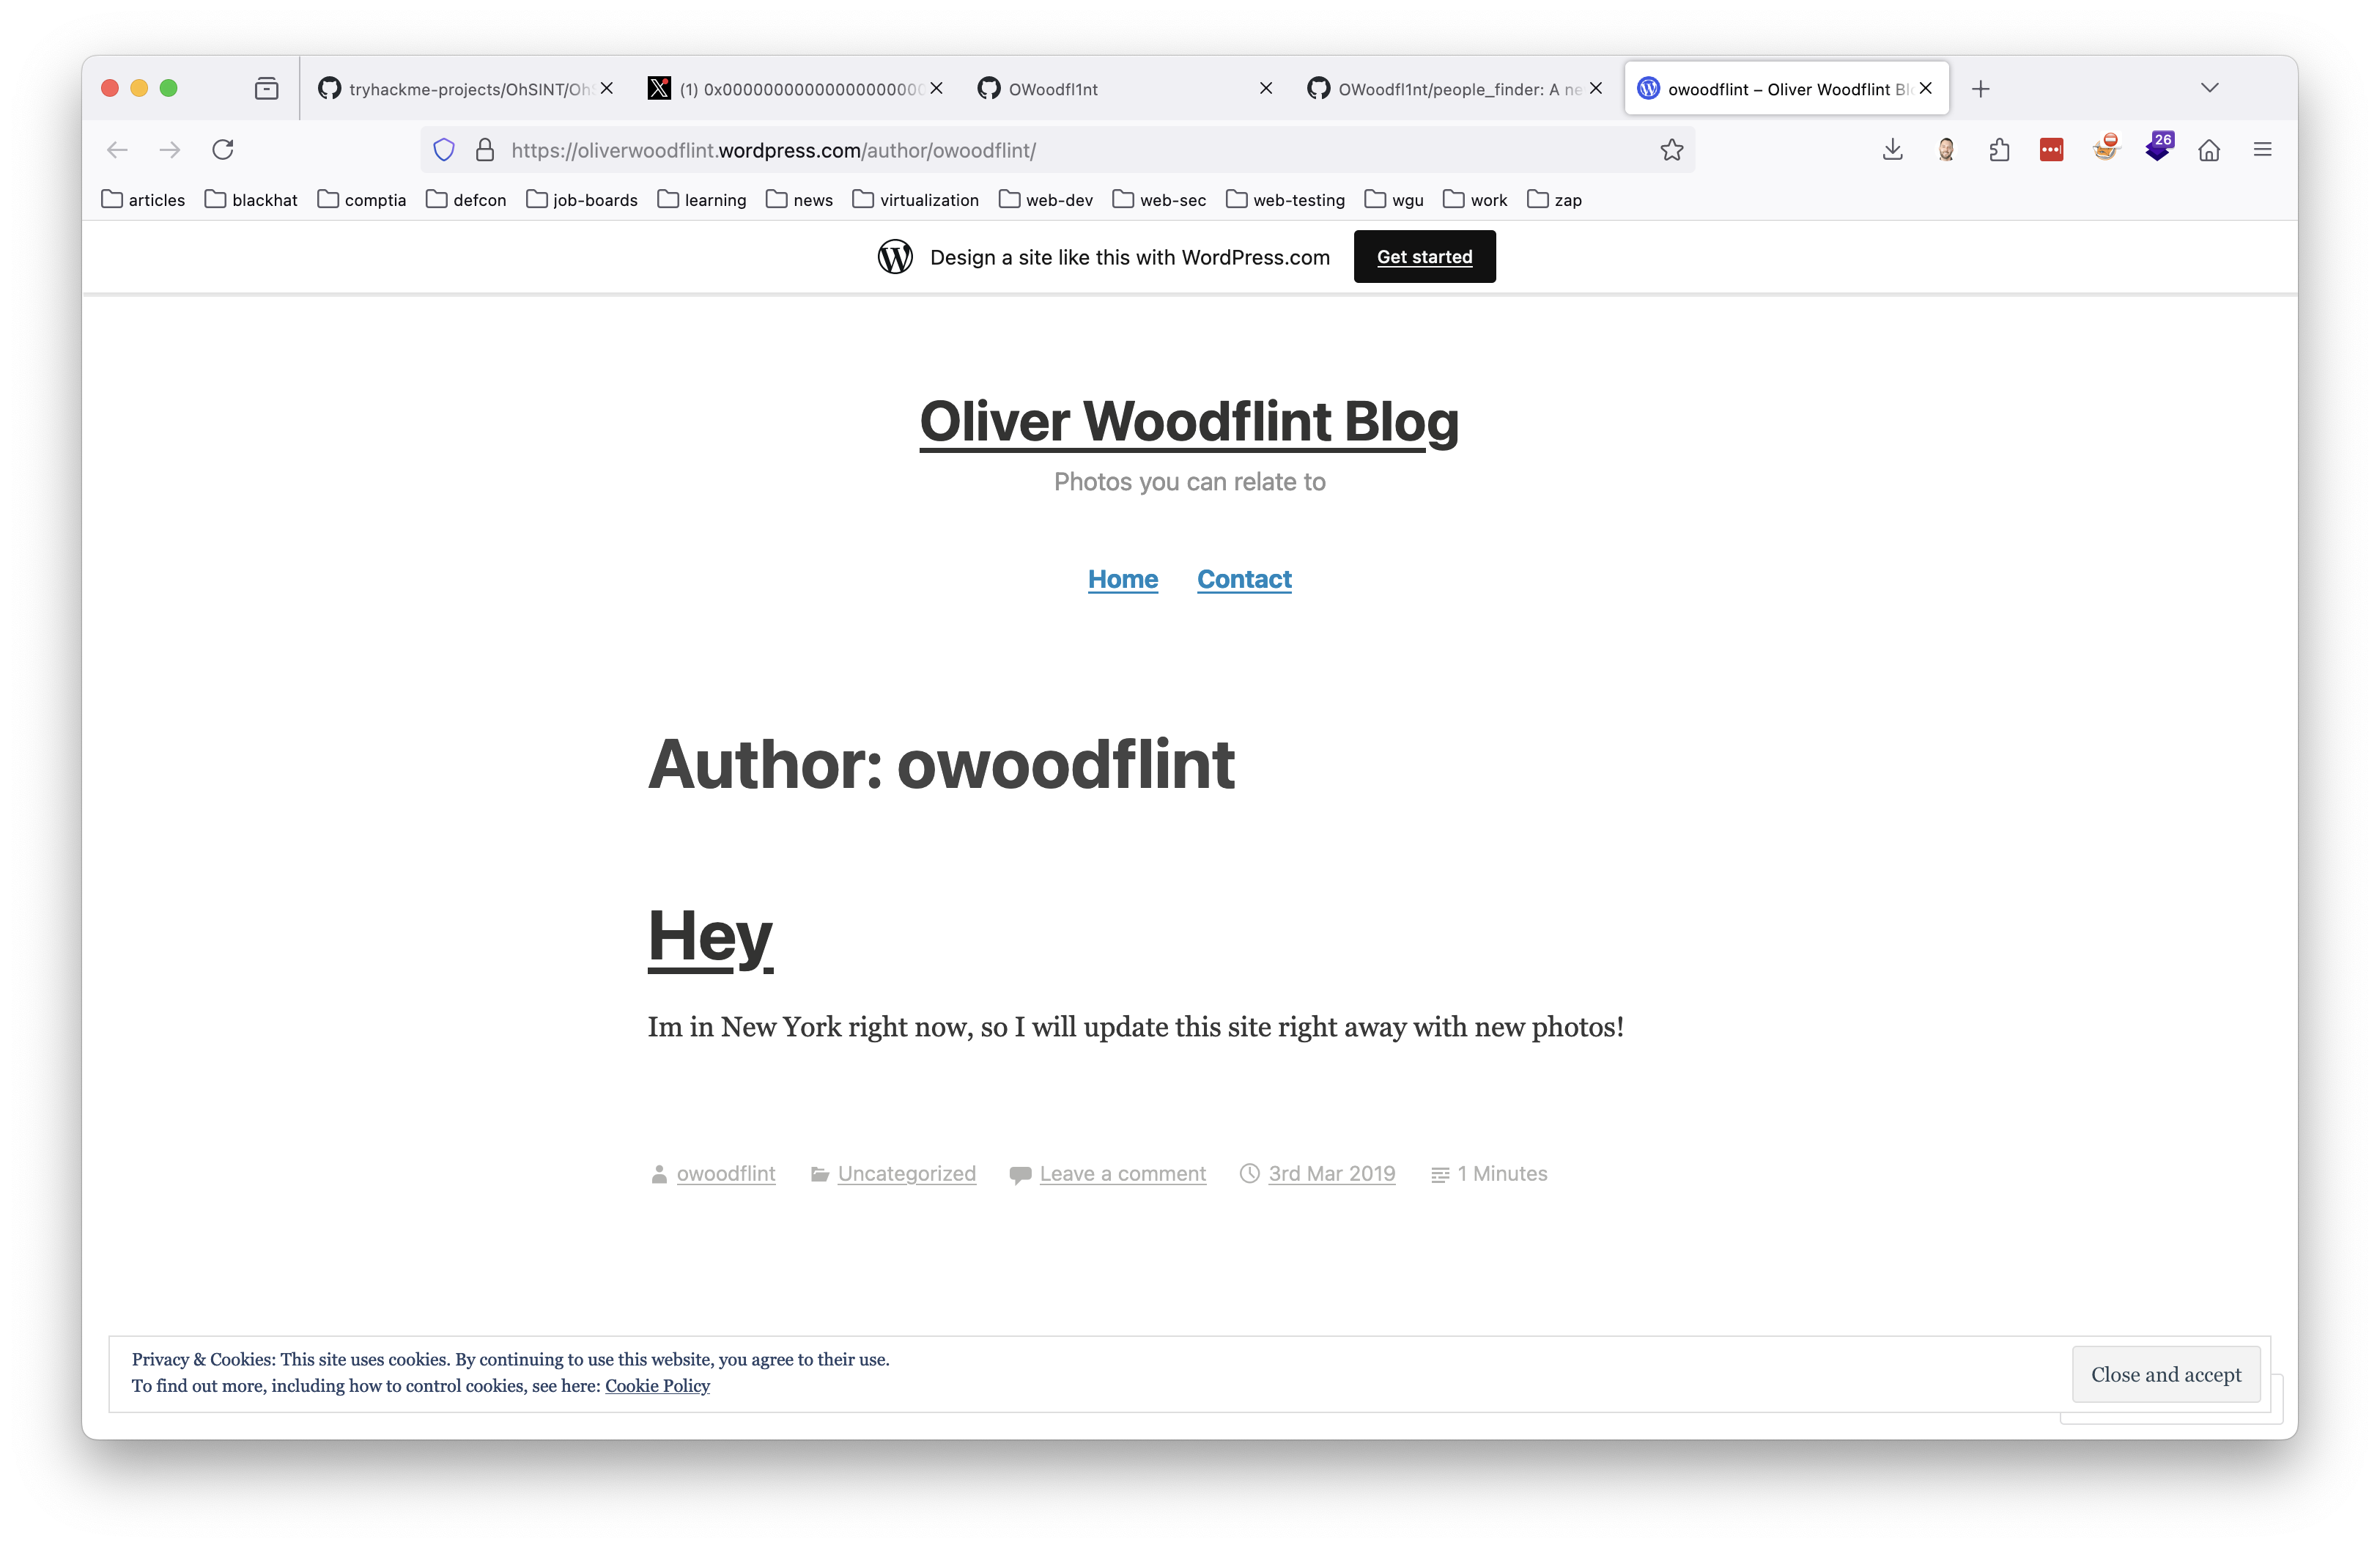 tryhackme-projects/OhSINT/Oh
(1) 0x00000000000000000000
OWoodfl1nt
OWoodfl1nt/people_finder: A ne
owoodflint – Oliver Woodflint Bl
https://oliverwoodflint.wordpress.com/author/owoodflint/
26
articles blackhat comptia defcon job-boards learning news virtualization web-dev web-sec web-testing wgu work zap
Design a site like this with WordPress.com Get started
Oliver Woodflint Blog
Photos you can relate to
Home Contact
Author: owoodflint
Hey
Im in New York right now, so I will update this site right away with new photos!
owoodflint Uncategorized Leave a comment 3rd Mar 2019 1 Minutes
Privacy & Cookies: This site uses cookies. By continuing to use this website, you agree to their use.
To find out more, including how to control cookies, see here: Cookie Policy
Close and accept